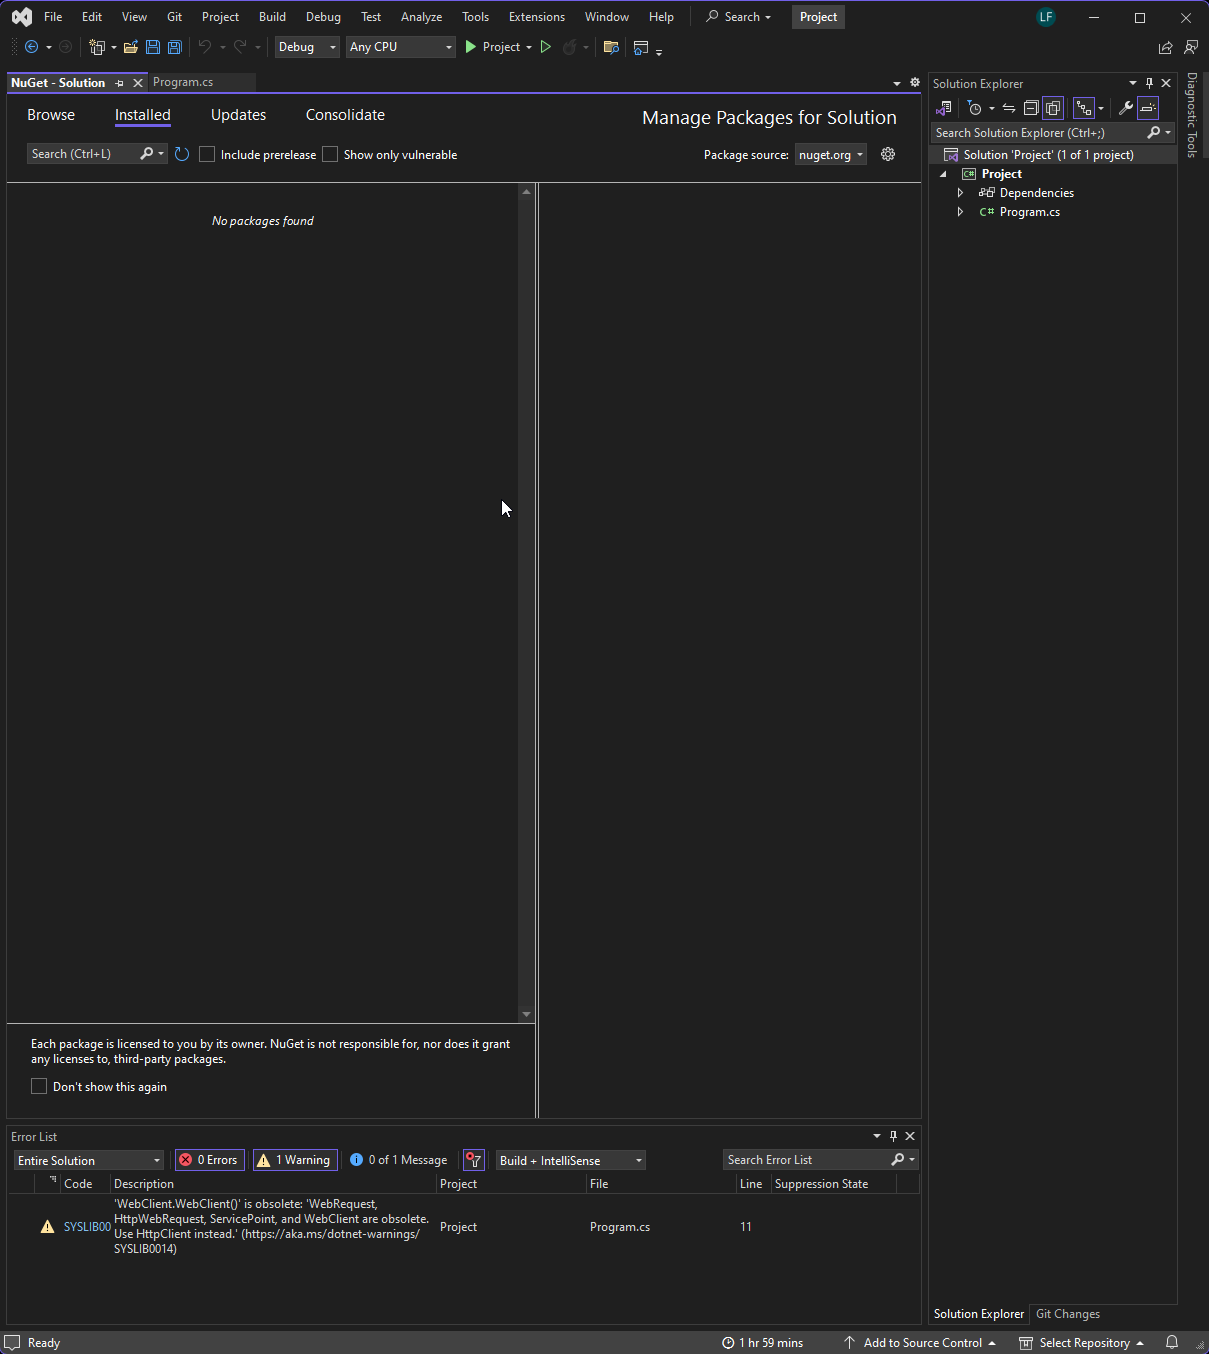 File Edit View Git Project Build Debug Test Analyze Tools Extensions Window Help Search Project LF
Debug Any CPU Project
NuGet - Solution Program.cs
Browse Installed Updates Consolidate Manage Packages for Solution
Search (Ctrl+L) Include prerelease Show only vulnerable Package source: nuget.org
No packages found
Each package is licensed to you by its owner. NuGet is not responsible for, nor does it grant
any licenses to, third-party packages.
Don't show this again
Solution Explorer
Search Solution Explorer (Ctrl+;)
Solution 'Project' (1 of 1 project)
C# Project
Dependencies
C# Program.cs
Diagnostic Tools
Error List
Entire Solution 0 Errors 1 Warning 0 of 1 Message Build + IntelliSense Search Error List
Code Description Project File Line Suppression State
SYSLIB00 'WebClient.WebClient()' is obsolete: 'WebRequest,
HttpWebRequest, ServicePoint, and WebClient are obsolete.
Use HttpClient instead.' (https://aka.ms/dotnet-warnings/
SYSLIB0014)
Project Program.cs 11
Solution Explorer Git Changes
Ready 1 hr 59 mins Add to Source Control Select Repository